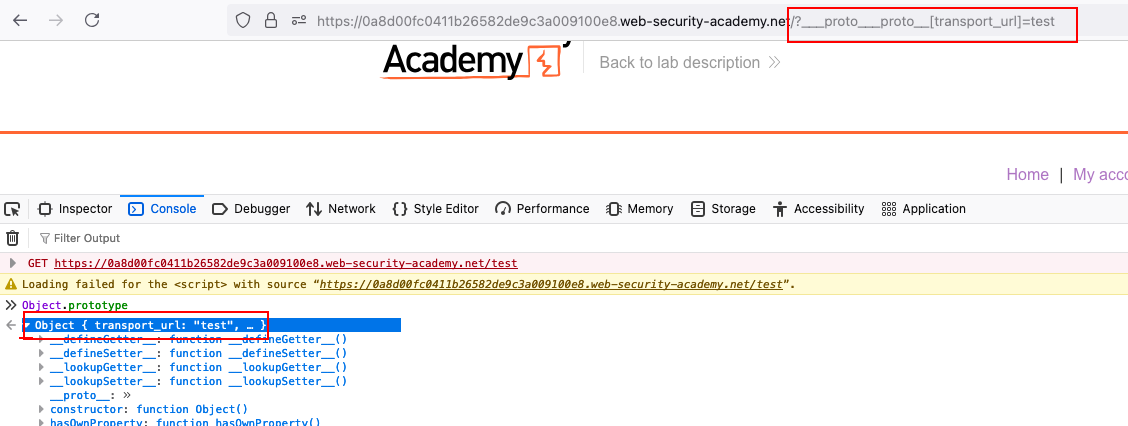 https://0a8d00fc0411b26582de9c3a009100e8.web-security-academy.net/?___proto___proto__[transport_url]=test
Academy
Back to lab description
Home | My acco
Inspector Console Debugger Network Style Editor Performance Memory Storage Accessibility Application
Filter Output
GET https://0a8d00fc0411b26582de9c3a009100e8.web-security-academy.net/test
Loading failed for the <script> with source “https://0a8d00fc0411b26582de9c3a009100e8.web-security-academy.net/test”.
Object.prototype
Object { transport_url: "test", … }
__defineGetter__: function __defineGetter__()
__defineSetter__: function __defineSetter__()
__lookupGetter__: function __lookupGetter__()
__lookupSetter__: function __lookupSetter__()
__proto__: »
constructor: function Object()
hasOwnProperty: function hasOwnProperty()